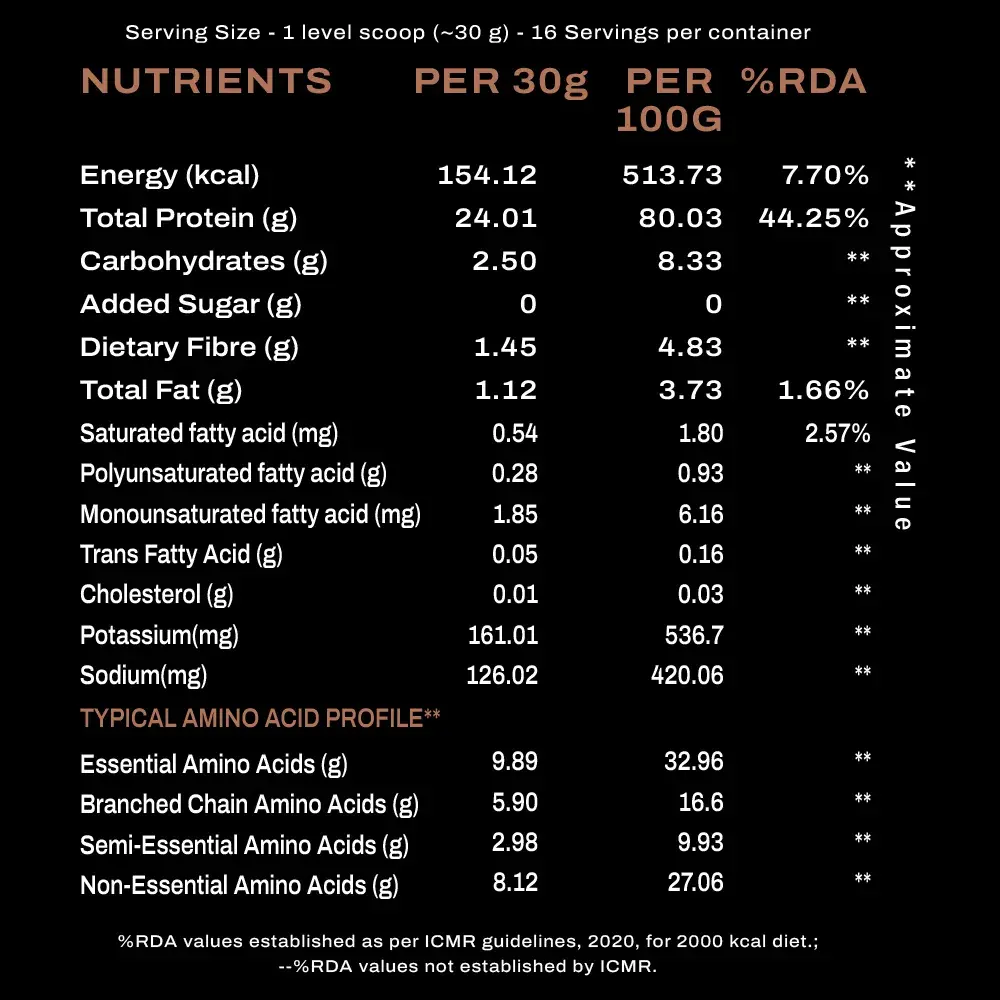 Serving Size - 1 level scoop (~30 g) - 16 Servings per container
NUTRIENTS PER 30g PER 100G %RDA
Energy (kcal) 154.12 513.73 7.70%
Total Protein (g) 24.01 80.03 44.25%
Carbohydrates (g) 2.50 8.33 **
Added Sugar (g) 0 0 **
Dietary Fibre (g) 1.45 4.83 **
Total Fat (g) 1.12 3.73 1.66%
Saturated fatty acid (mg) 0.54 1.80 2.57%
Polyunsaturated fatty acid (g) 0.28 0.93 **
Monounsaturated fatty acid (mg) 1.85 6.16 **
Trans Fatty Acid (g) 0.05 0.16 **
Cholesterol (g) 0.01 0.03 **
Potassium(mg) 161.01 536.7 **
Sodium(mg) 126.02 420.06 **
TYPICAL AMINO ACID PROFILE**
Essential Amino Acids (g) 9.89 32.96 **
Branched Chain Amino Acids (g) 5.90 16.6 **
Semi-Essential Amino Acids (g) 2.98 9.93 **
Non-Essential Amino Acids (g) 8.12 27.06 **
**Approximate Value
%RDA values established as per ICMR guidelines, 2020, for 2000 kcal diet.;
--%RDA values not established by ICMR.